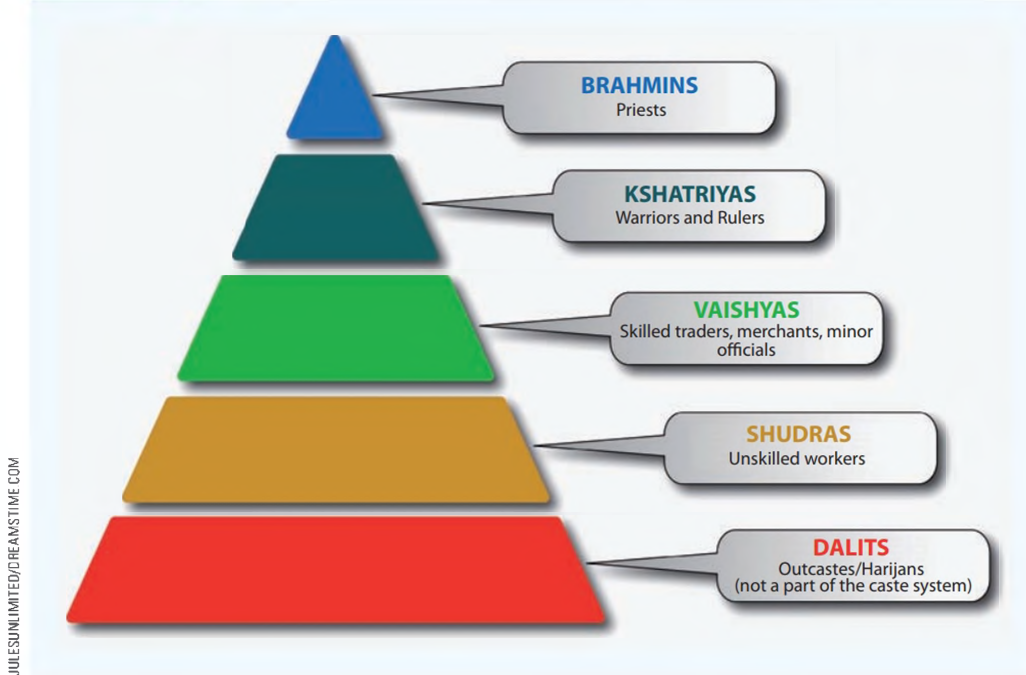 BRAHMINS
Priests
KSHATRIYAS
Warriors and Rulers
VAISHYAS
Skilled traders, merchants, minor
officials
SHUDRAS
Unskilled workers
DALITS
Outcastes/Harijans
(not a part of the caste system)
JULESUNLIMITED/DREAMSTIME.COM